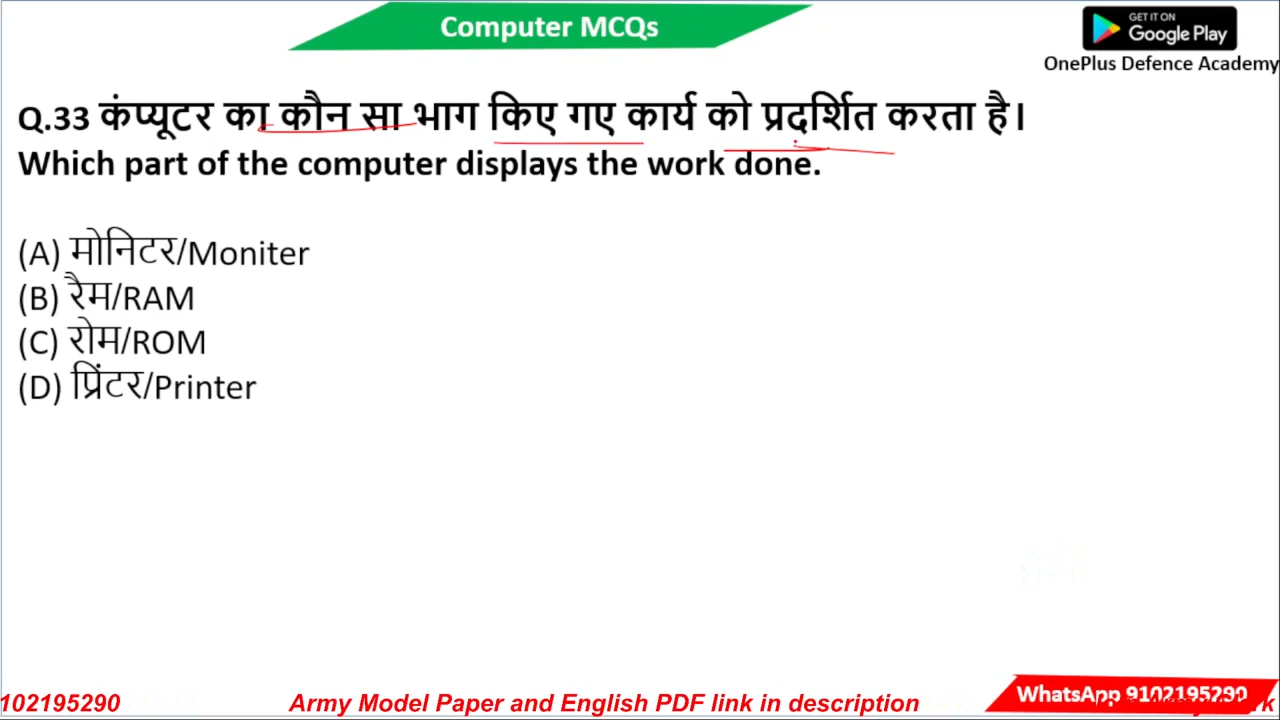 Computer MCQs
GET IT ON
Google Play
OnePlus Defence Academy
Q.33 कंप्यूटर का कौन सा भाग किए गए कार्य को प्रदर्शित करता है।
Which part of the computer displays the work done.
(A) मोनिटर/Moniter
(B) रैम/RAM
(C) रोम/ROM
(D) प्रिंटर/Printer
102195290 Army Model Paper and English PDF link in description
WhatsApp 9102195290